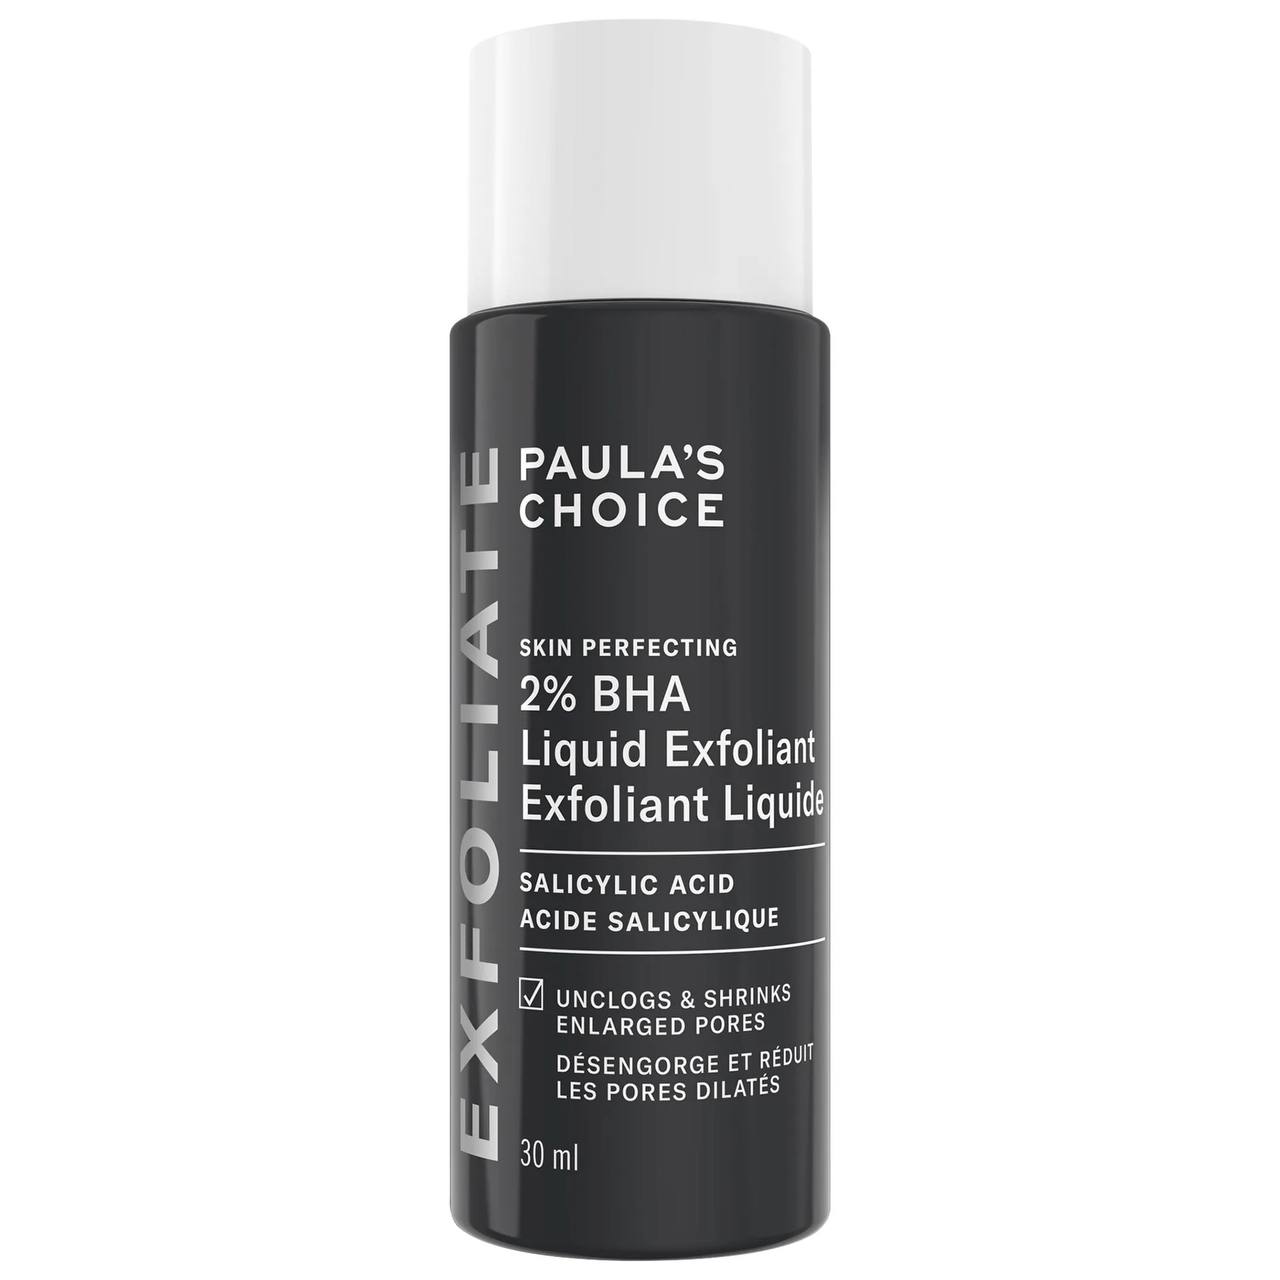 EXFOLIATE
PAULA'S
CHOICE
SKIN PERFECTING
2% BHA
Liquid Exfoliant
Exfoliant Liquide
SALICYLIC ACID
ACIDE SALICYLIQUE
UNCLOGS & SHRINKS
ENLARGED PORES
DÉSENGORGE ET RÉDUIT
LES PORES DILATÉS
30 ml